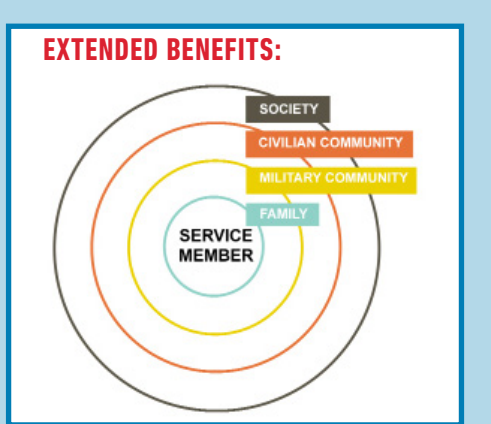 EXTENDED BENEFITS:
SOCIETY
CIVILIAN COMMUNITY
MILITARY COMMUNITY
FAMILY
SERVICE
MEMBER